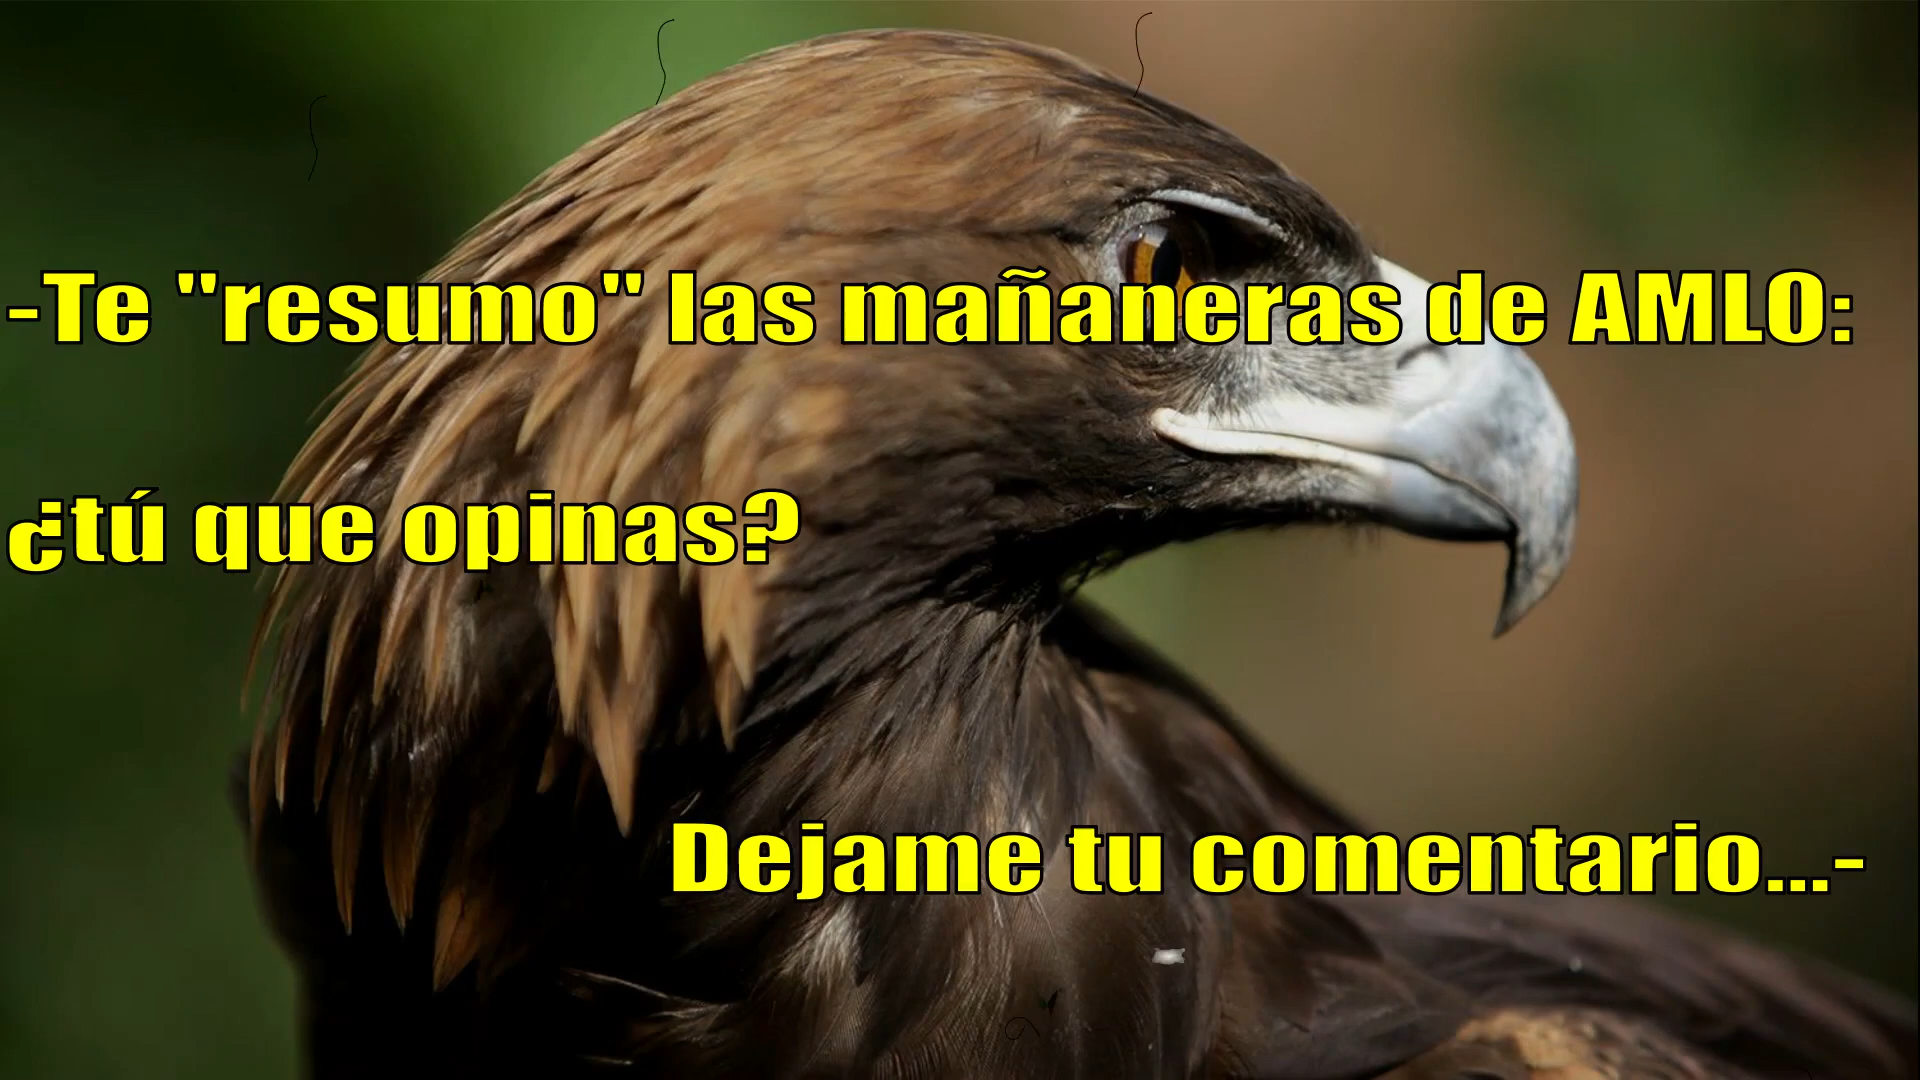 -Te "resumo" las mañaneras de AMLO:
¿tú que opinas?
Dejame tu comentario...-